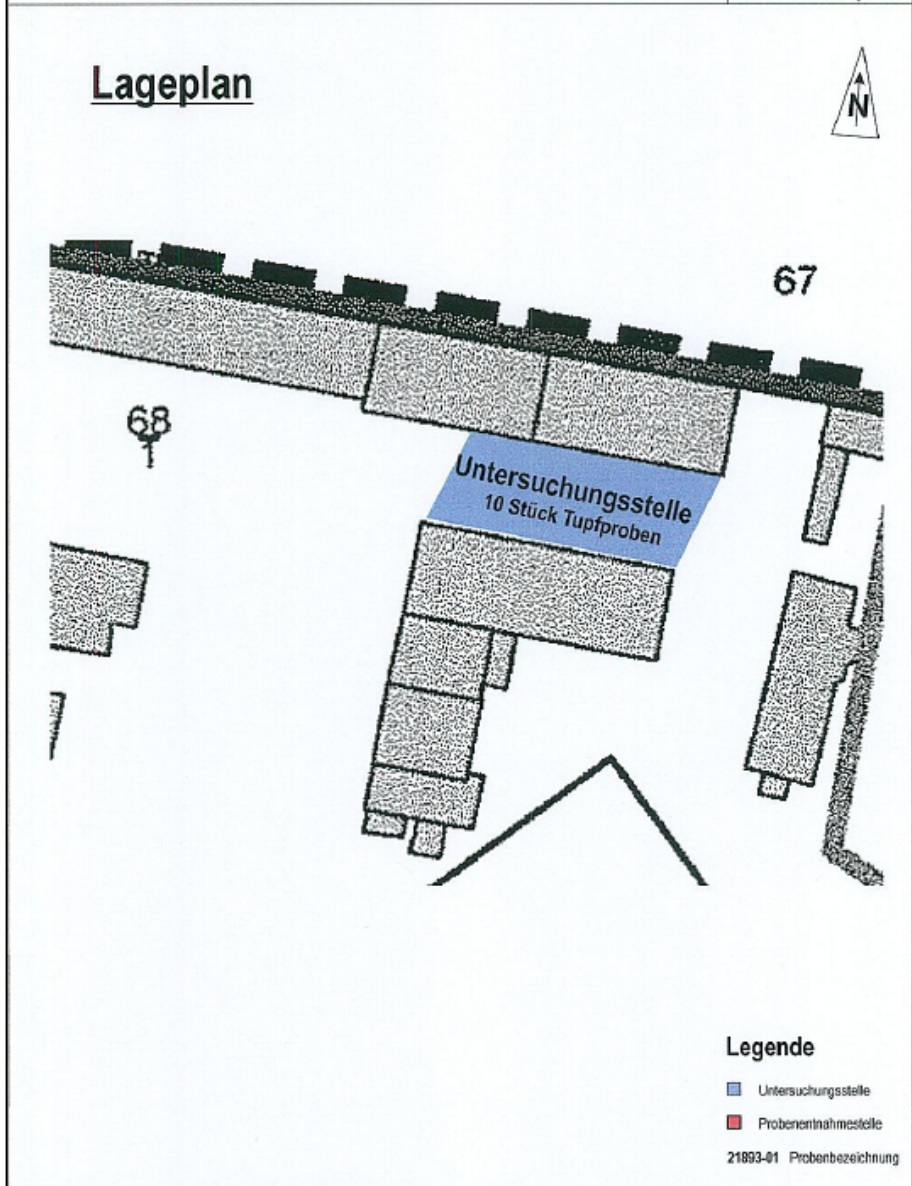 Lageplan
N
67
68
Untersuchungsstelle
10 Stück Tupfproben
Legende
Untersuchungsstelle
Probenentnahmestelle
21893-01 Probenbezeichnung